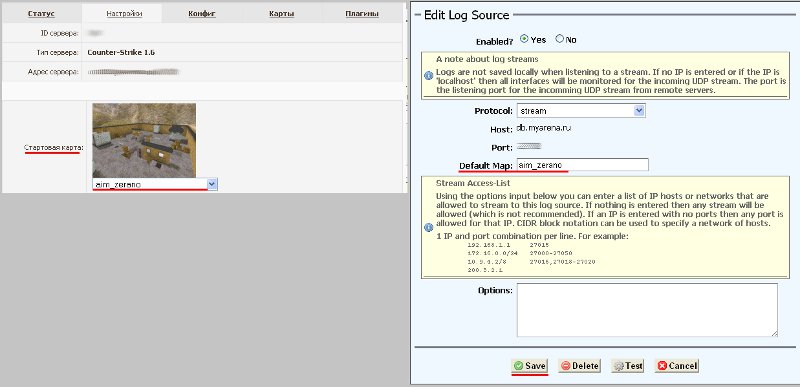 Статус Настройки Конфиг Карты Плагины
ID сервера:
Тип сервера: Counter-Strike 1.6
Адрес сервера:
Стартовая карта:
aim_zerano
Edit Log Source
Enabled? Yes No
A note about log streams
Logs are not saved locally when listening to a stream. If no IP is entered or if the IP is
'localhost' then all interfaces will be monitored for the incoming UDP stream. The port is
the listening port for the incomming UDP stream from remote servers.
Protocol: stream
Host: db.myarena.ru
Port:
Default Map: aim_zerano
Stream Access-List
Using the options input below you can enter a list of IP hosts or networks that are
allowed to stream to this log source. If nothing is entered then any stream will be
allowed (which is not recommended). If an IP is entered with no ports then any port is
allowed for that IP. CIDR block notation can be used to specify a network of hosts.
1 IP and port combination per line. For example:
192.168.1.1 27015
172.16.0.0/24 27000-27050
10.9.0.2/8 27016,27018-27020
200.9.2.1
Options:
Save Delete Test Cancel